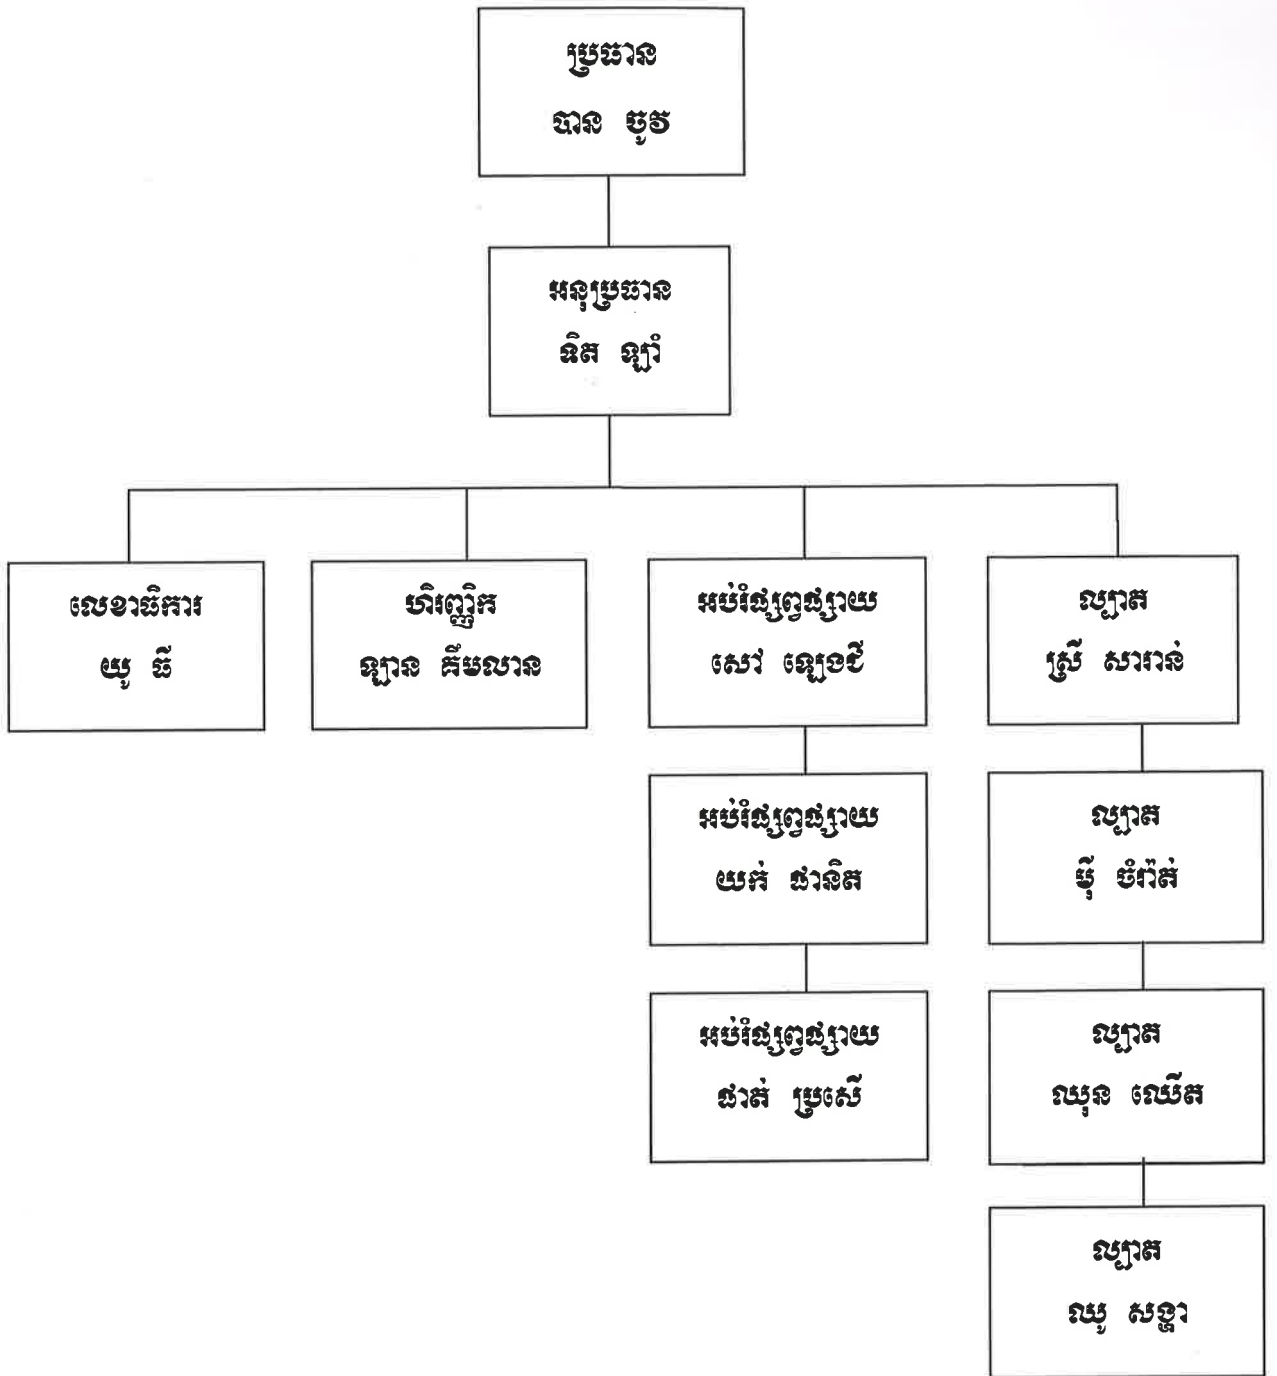 ប្រធាន
បាន ចូវ
អនុប្រធាន
ទិត ឡាំ
លេខាធិការ
យូ ធី
ហិរញ្ញិក
ឡាន គឹមលាន
អប់រំផ្សព្វផ្សាយ
សៅ ឡេងជី
ល្បាត
ស្រី សារាន់
អប់រំផ្សព្វផ្សាយ
យក់ ផានិត
ល្បាត
ម៉ី ចំរ៉ាត់
អប់រំផ្សព្វផ្សាយ
ផាត់ ប្រសើ
ល្បាត
ឈុន ឈើត
ល្បាត
ឈូ សង្ហា